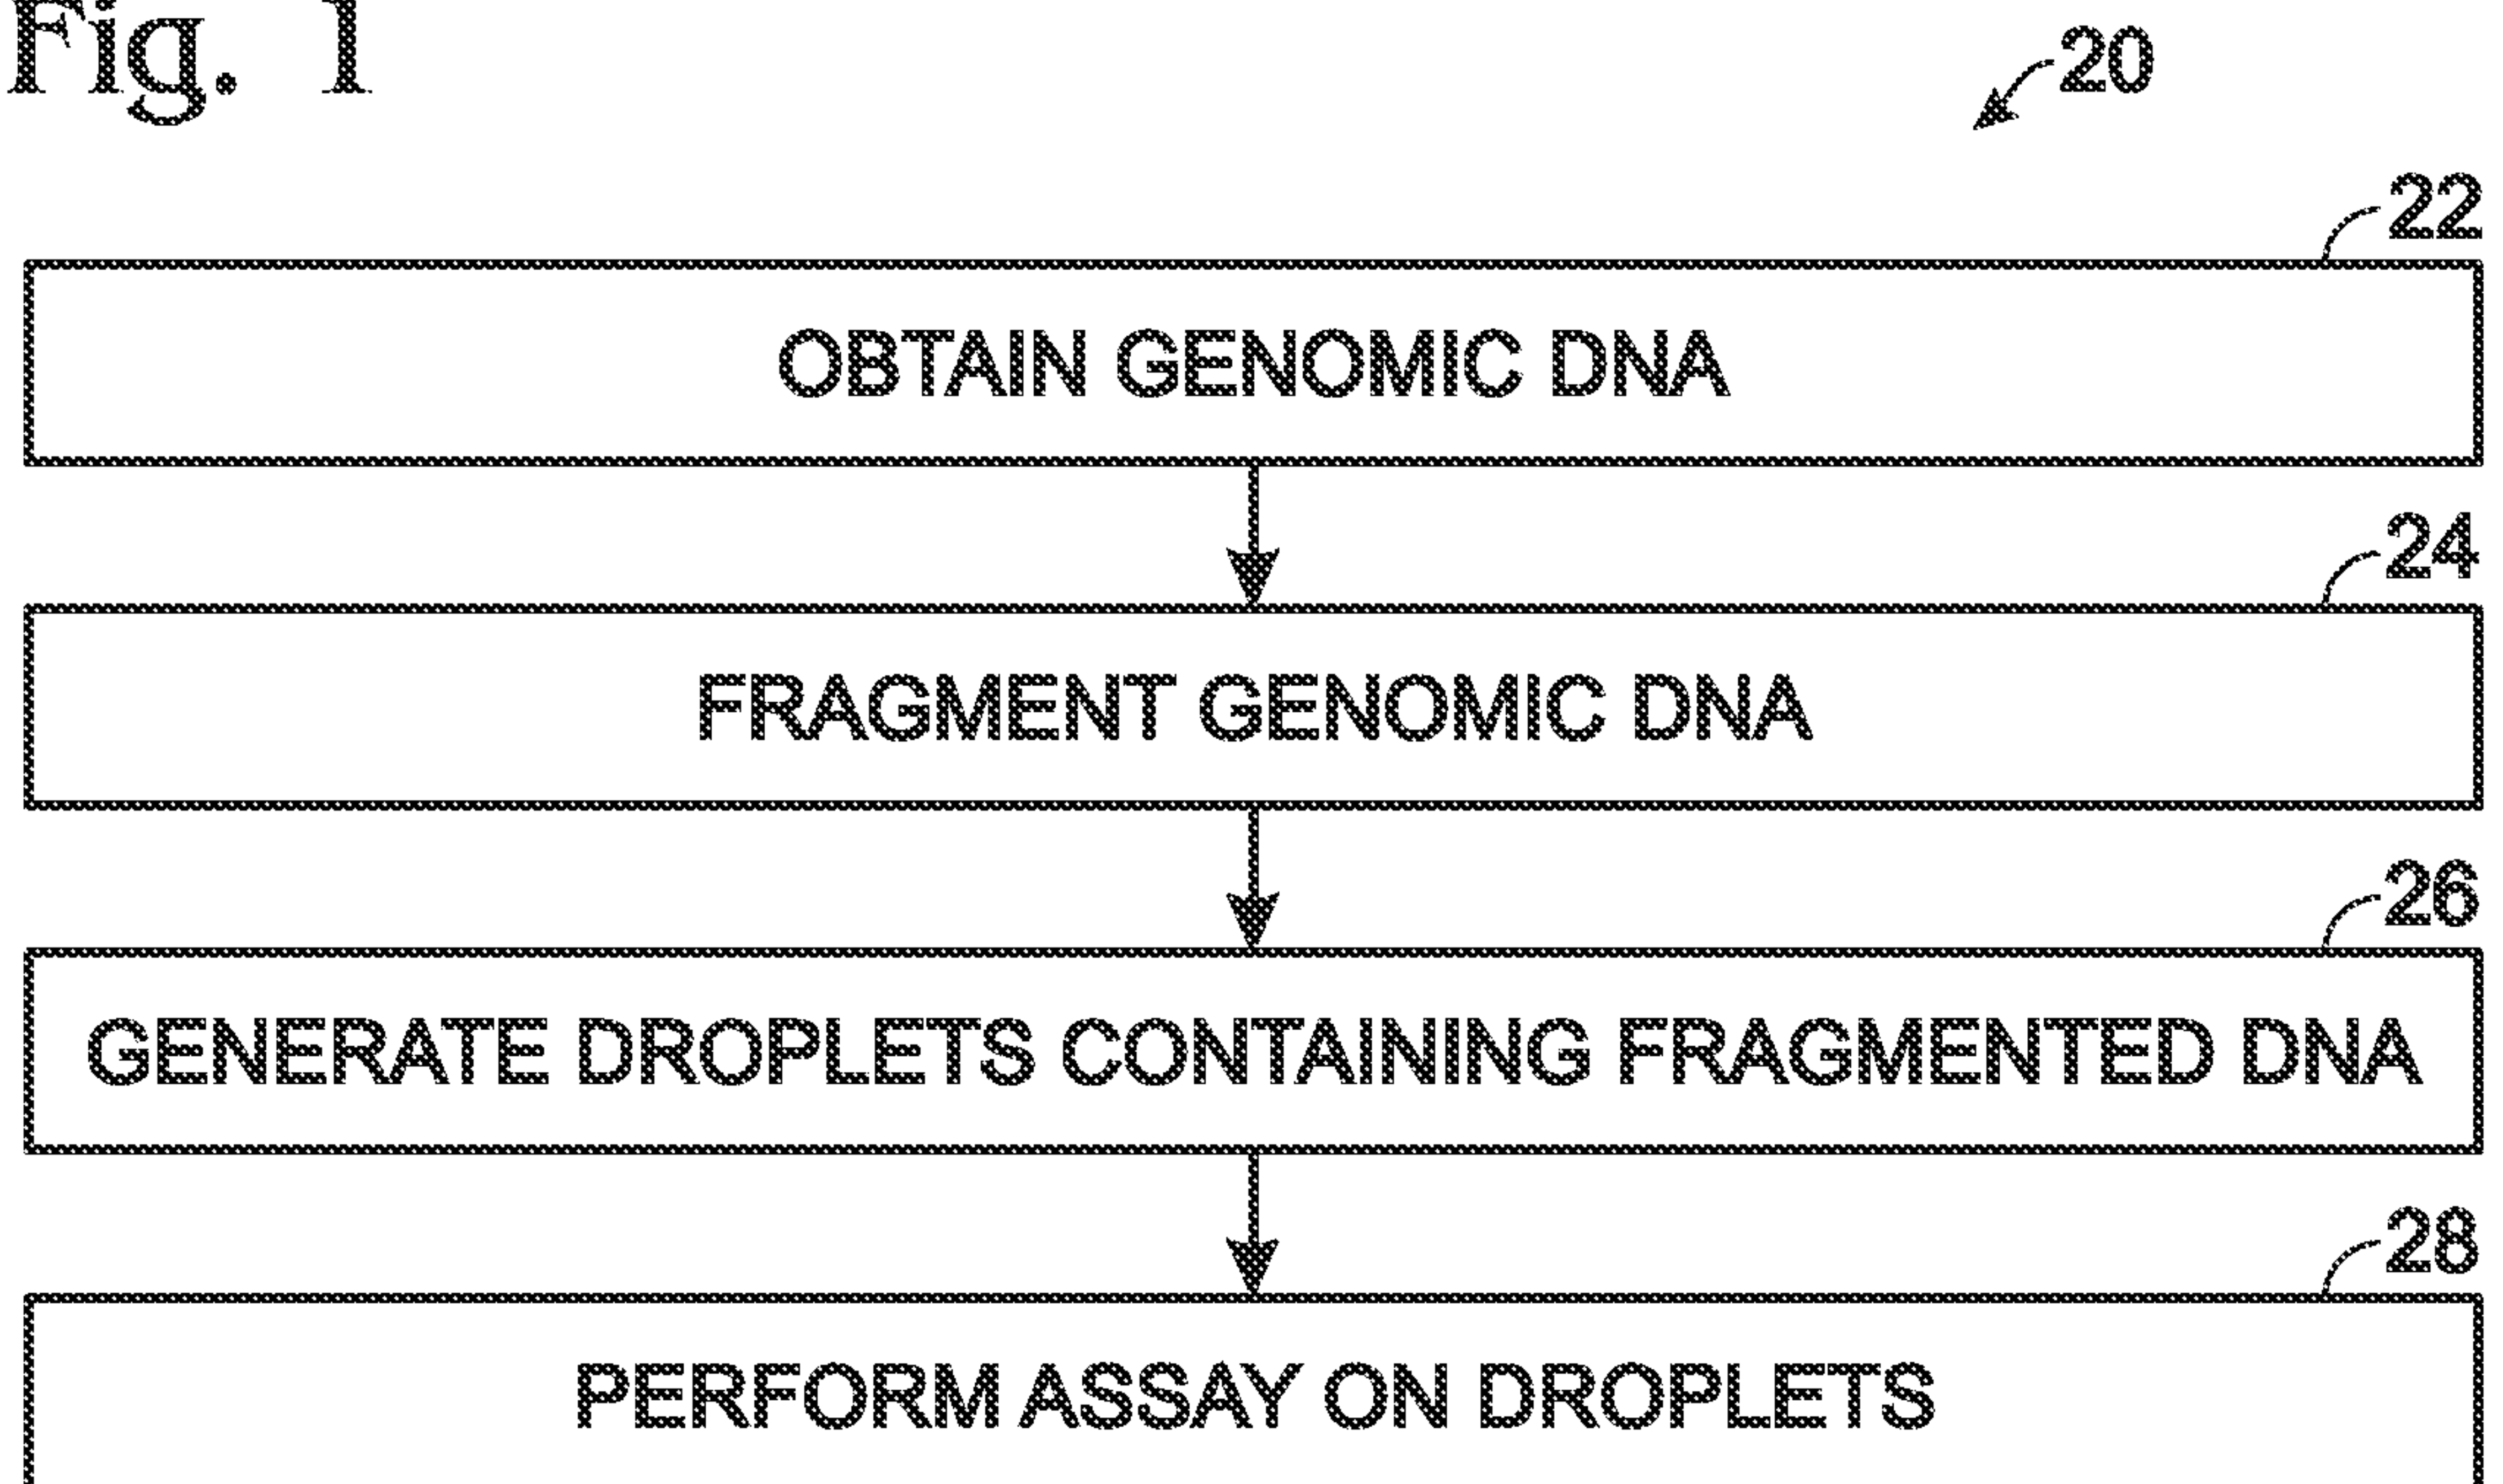 Fig. 1
20
22
OBTAIN GENOMIC DNA
24
FRAGMENT GENOMIC DNA
26
GENERATE DROPLETS CONTAINING FRAGMENTED DNA
28
PERFORM ASSAY ON DROPLETS